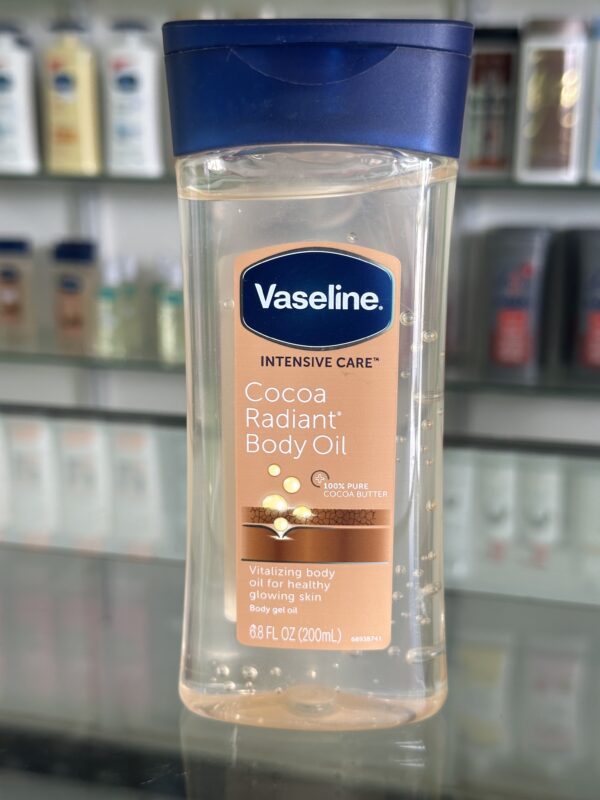 Vaseline®
INTENSIVE CARE™
Cocoa
Radiant®
Body Oil
100% PURE
COCOA BUTTER
Vitalizing body
oil for healthy
glowing skin
Body gel oil
6.8 FL OZ (200mL)
68938741